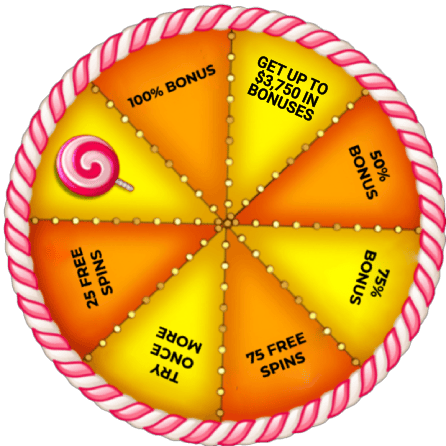 100% BONUS
GET UP TO
$3,750 IN
BONUSES
50%
BONUS
75%
BONUS
75 FREE
SPINS
TRY
ONCE
MORE
25 FREE
SPINS